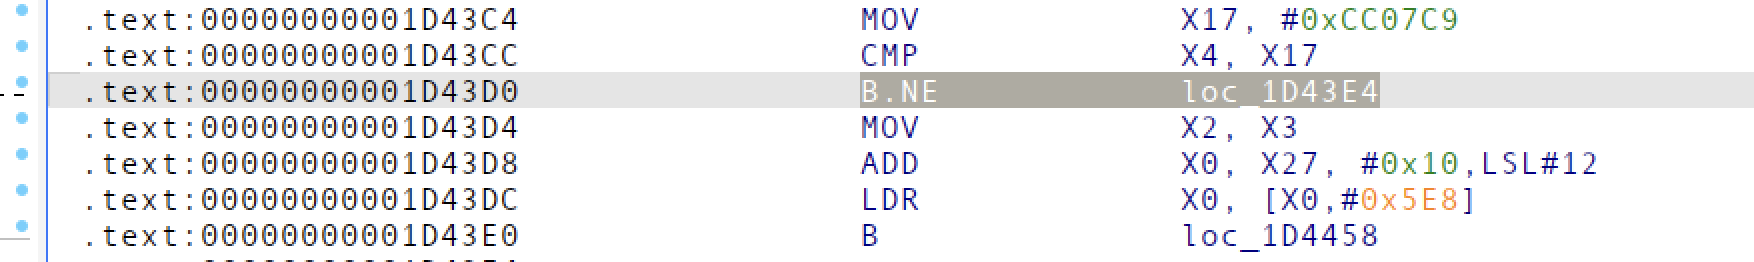 .text:00000000001D43C4 MOV X17, #0xCC07C9
.text:00000000001D43CC CMP X4, X17
.text:00000000001D43D0 B.NE loc_1D43E4
.text:00000000001D43D4 MOV X2, X3
.text:00000000001D43D8 ADD X0, X27, #0x10,LSL#12
.text:00000000001D43DC LDR X0, [X0,#0x5E8]
.text:00000000001D43E0 B loc_1D4458